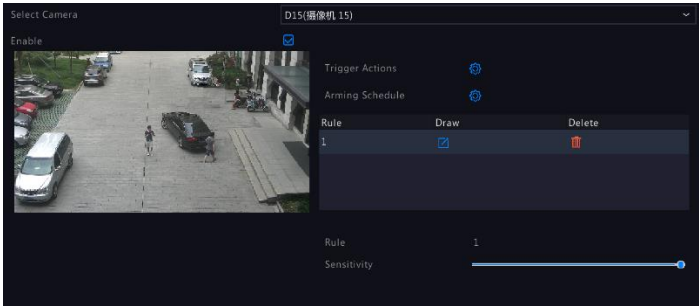 Select Camera D15(摄像机 15)
Enable
Trigger Actions
Arming Schedule
Rule Draw Delete
1
Rule 1
Sensitivity